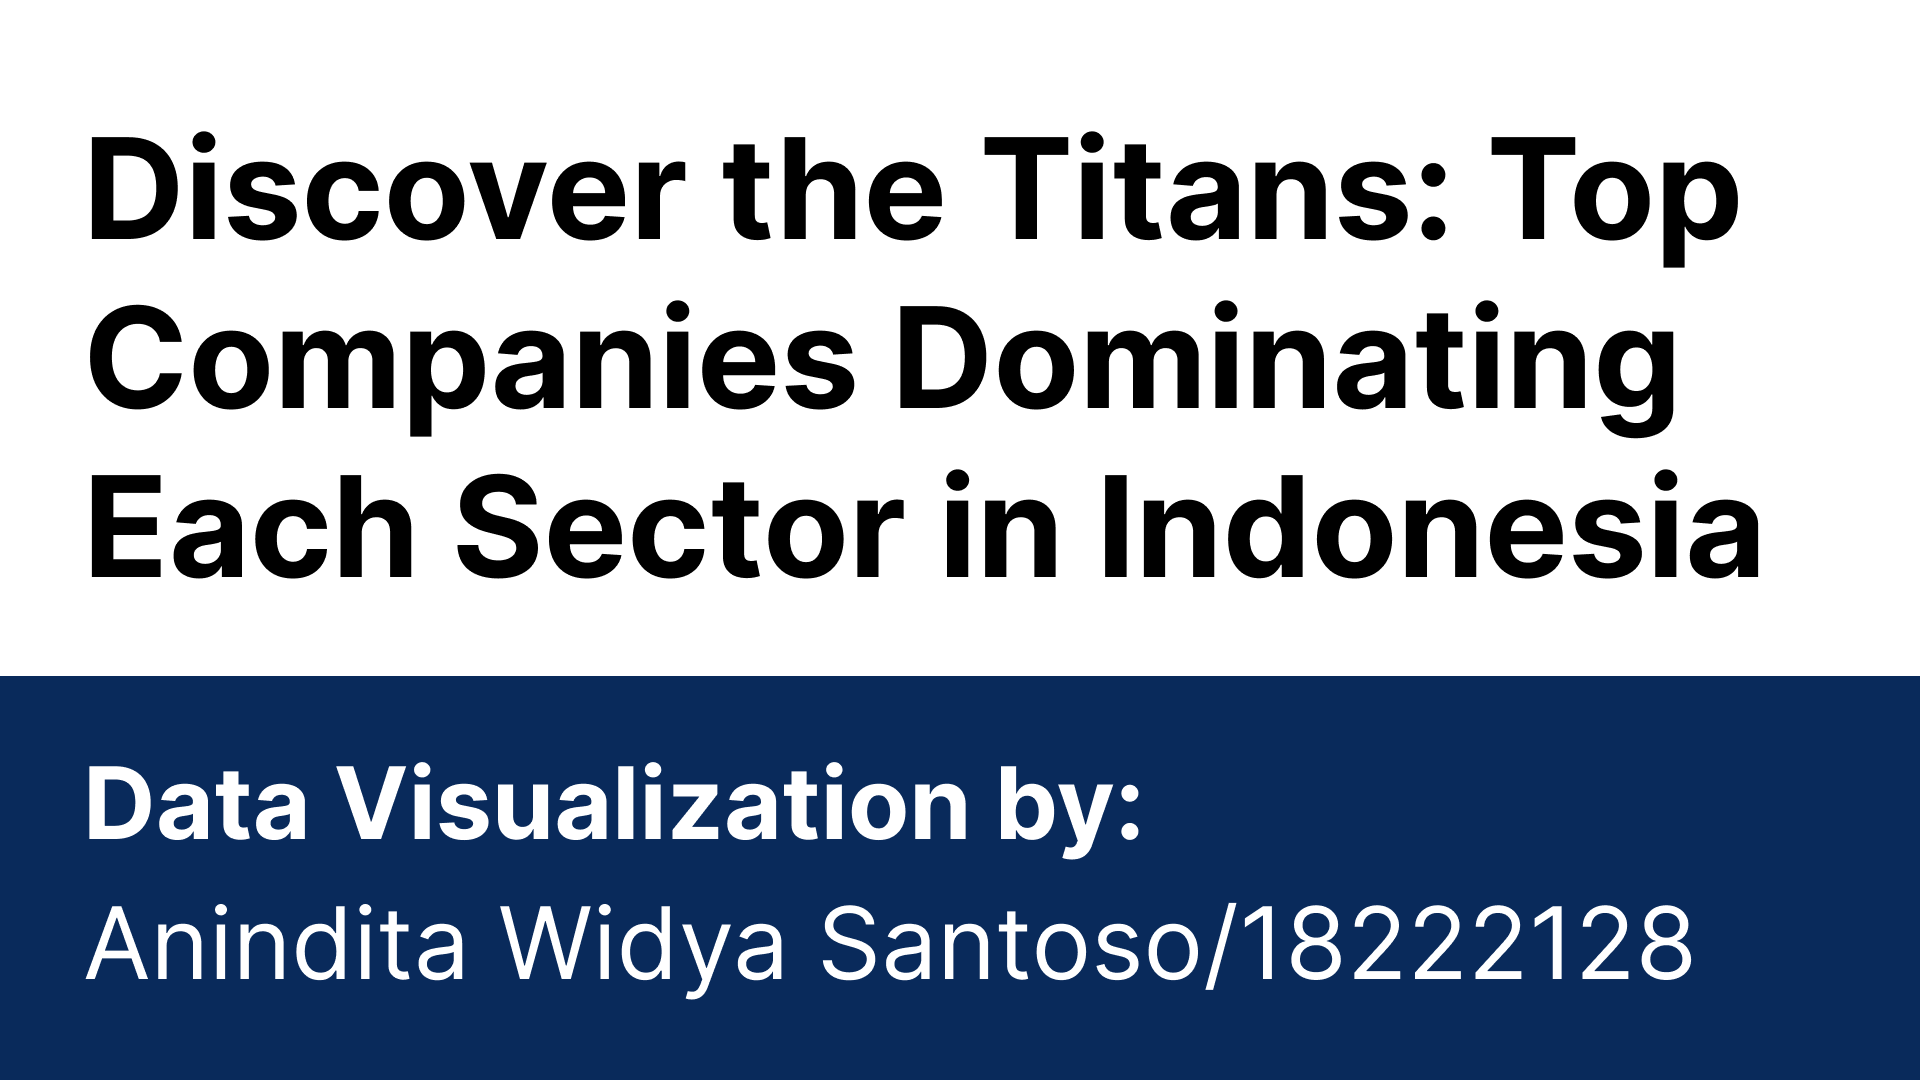 Discover the Titans: Top
Companies Dominating
Each Sector in Indonesia
Data Visualization by:
Anindita Widya Santoso/18222128